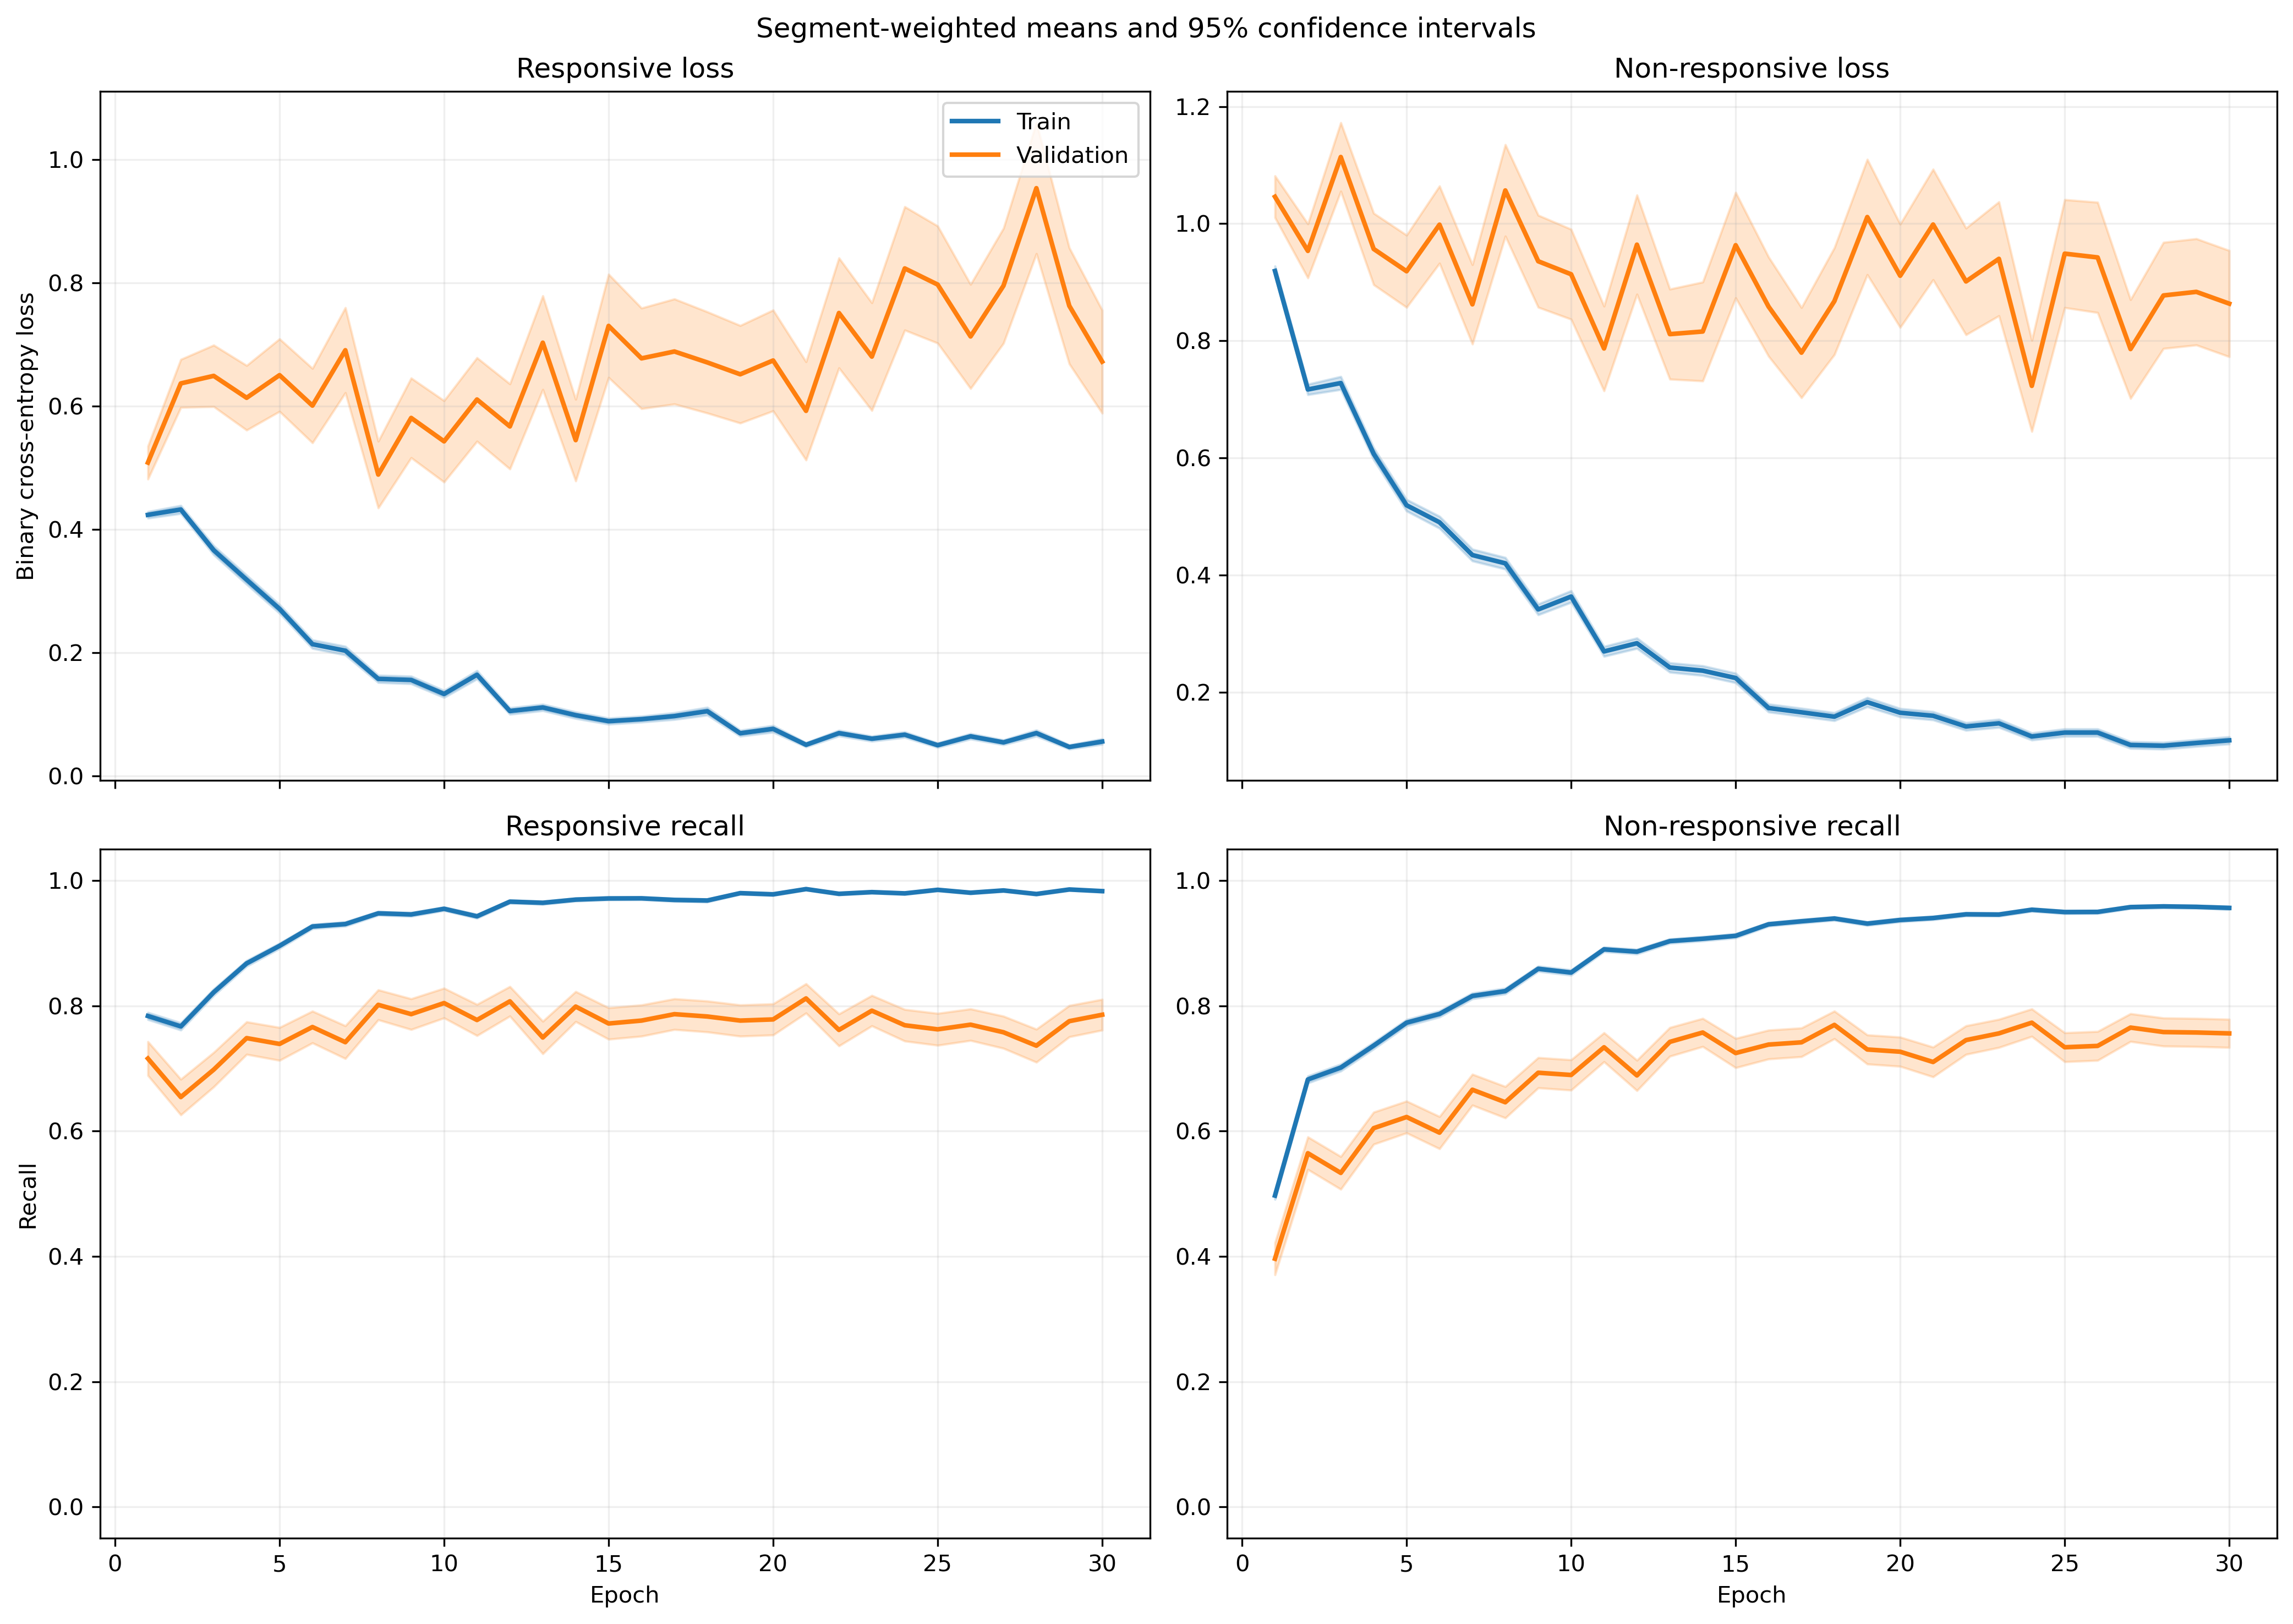 Segment-weighted means and 95% confidence intervals
Responsive loss
Non-responsive loss
Train
Validation
Binary cross-entropy loss
1.0
0.8
0.6
0.4
0.2
0.0
1.2
1.0
0.8
0.6
0.4
0.2
Responsive recall
Non-responsive recall
Recall
1.0
0.8
0.6
0.4
0.2
0.0
0 5 10 15 20 25 30
Epoch
1.0
0.8
0.6
0.4
0.2
0.0
0 5 10 15 20 25 30
Epoch